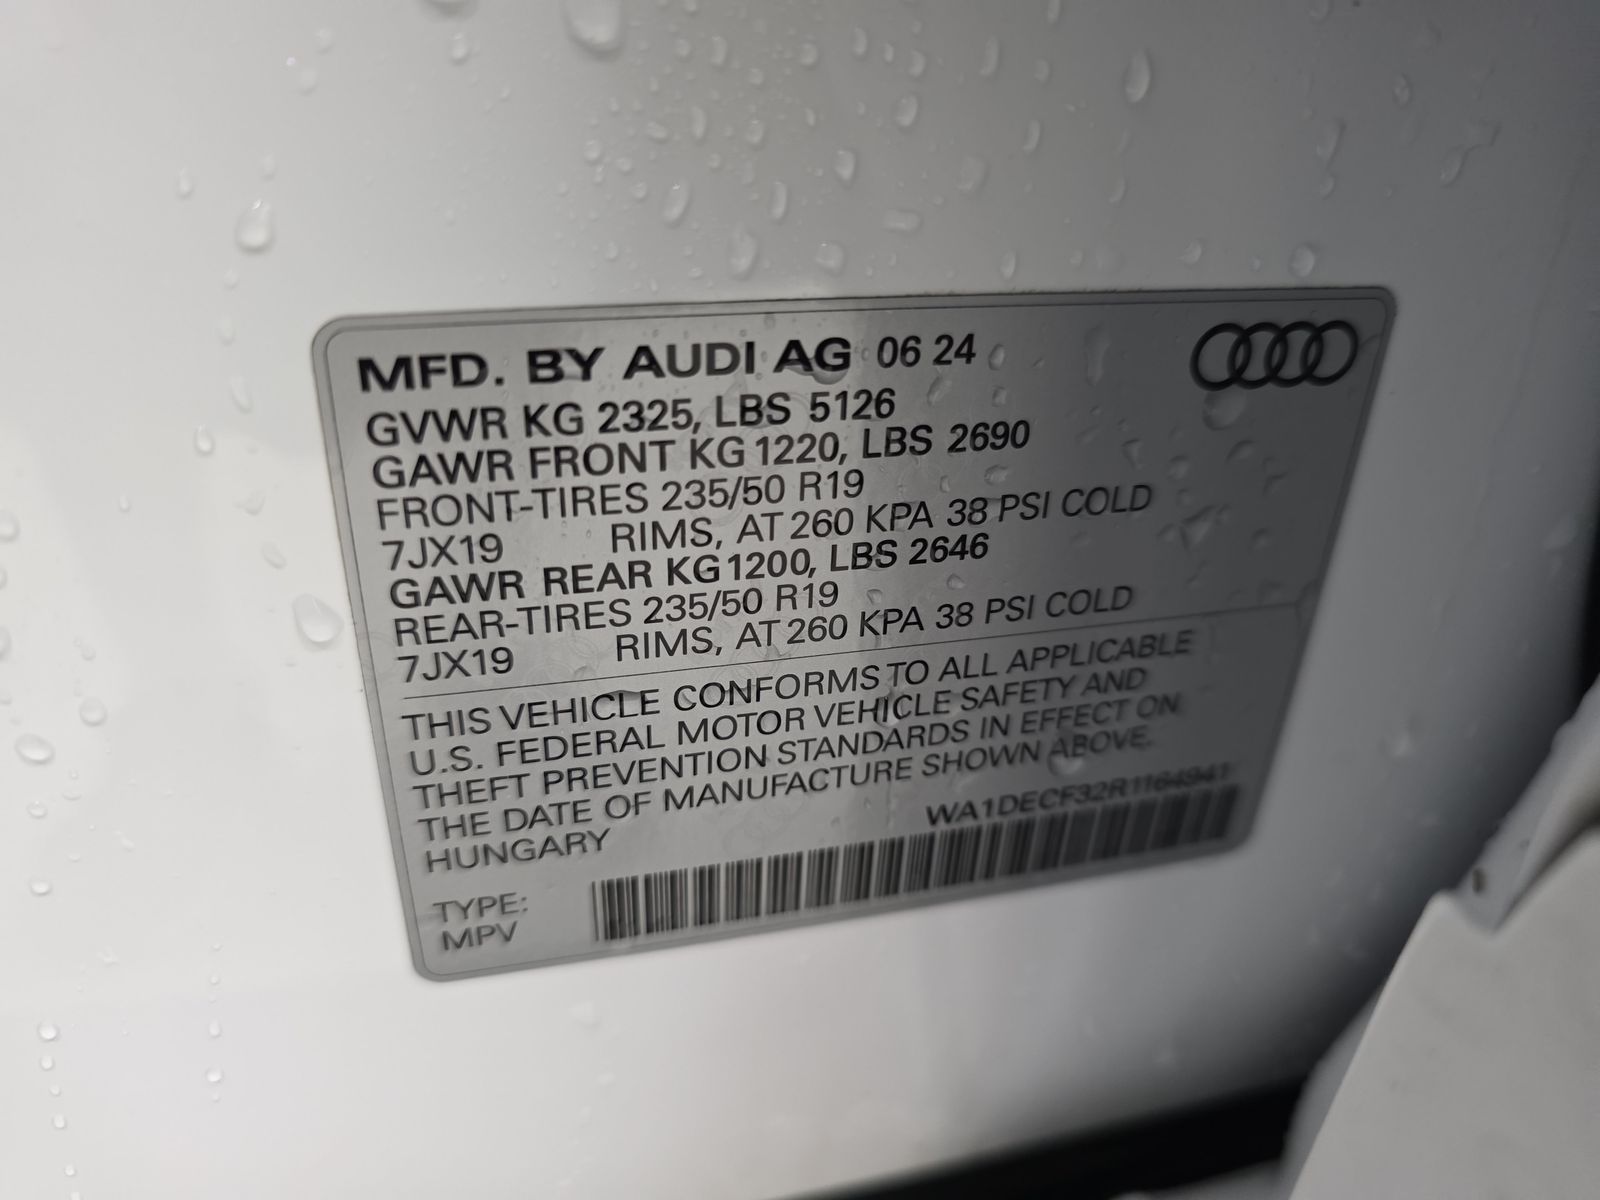 MFD. BY AUDI AG 06 24
GVWR KG 2325, LBS 5126
GAWR FRONT KG 1220, LBS 2690
FRONT-TIRES 235/50 R19
7JX19 RIMS, AT 260 KPA 38 PSI COLD
GAWR REAR KG 1200, LBS 2646
REAR-TIRES 235/50 R19
7JX19 RIMS, AT 260 KPA 38 PSI COLD
THIS VEHICLE CONFORMS TO ALL APPLICABLE
U.S. FEDERAL MOTOR VEHICLE SAFETY AND
THEFT PREVENTION STANDARDS IN EFFECT ON
THE DATE OF MANUFACTURE SHOWN ABOVE.
HUNGARY
WA1DECF32R1164941
TYPE:
MPV